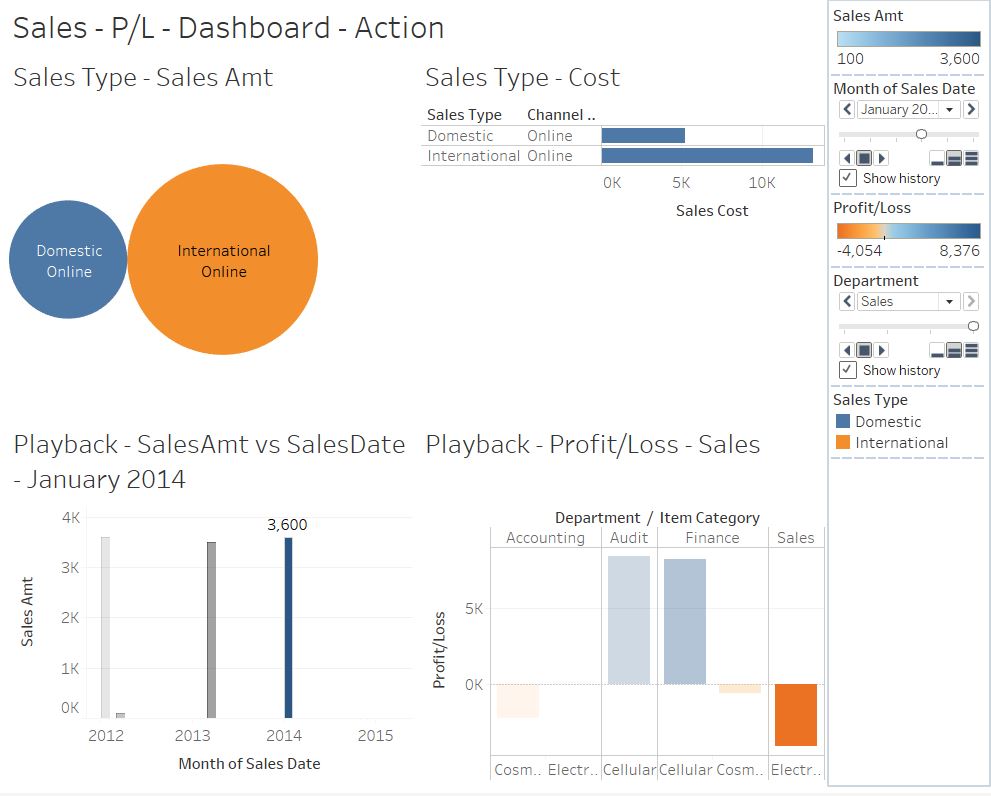 Sales - P/L - Dashboard - Action
Sales Type - Sales Amt
Domestic
Online
International
Online
Sales Type - Cost
Sales Type Channel ..
Domestic Online
International Online
0K 5K 10K
Sales Cost
Playback - SalesAmt vs SalesDate
- January 2014
4K
3K
2K
1K
0K
Sales Amt
3,600
2012 2013 2014 2015
Month of Sales Date
Playback - Profit/Loss - Sales
Department / Item Category
Accounting Audit Finance Sales
5K
0K
Profit/Loss
Cosm.. Electr.. Cellular Cellular Cosm.. Electr..
Sales Amt
100 3,600
Month of Sales Date
January 20...
Show history
Profit/Loss
-4,054 8,376
Department
Sales
Show history
Sales Type
Domestic
International